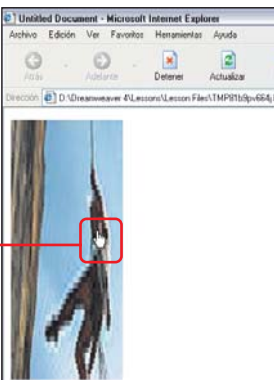 Untitled Document - Microsoft Internet Explorer
Archivo Edición Ver Favoritos Herramientas Ayuda
Atrás Adelante Detener Actualizar
Dirección D:\Dreamweaver 4\Lessons\Lesson Files\